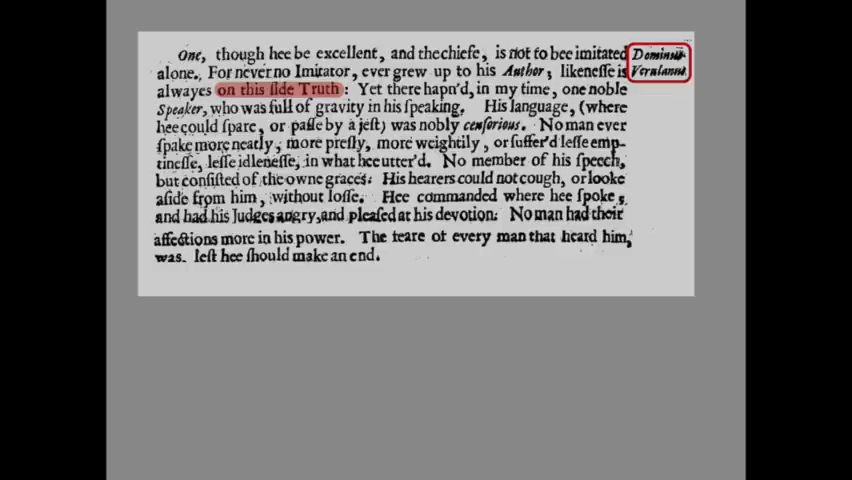 One, though hee be excellent, and the chiefe, is not to bee imitated
alone. For never no Imitator, ever grew up to his Author; likenesse is
alwayes on this side Truth: Yet there hapn'd, in my time, one noble
Speaker, who was full of gravity in his speaking. His language, (where
hee could spare, or passe by a jest) was nobly censorious. No man ever
spake more neatly, more presly, more weightily, or suffer'd lesse emp-
tinesse, lesse idlenesse, in what hee utter'd. No member of his speech,
but consisted of the owne graces: His hearers could not cough, or looke
aside from him, without losse. Hee commanded where hee spoke,
and had his Judges angry, and pleased at his devotion: No man had their
affections more in his power. The feare of every man that heard him,
was. lest hee should make an end.
Dominus
Verulanus.